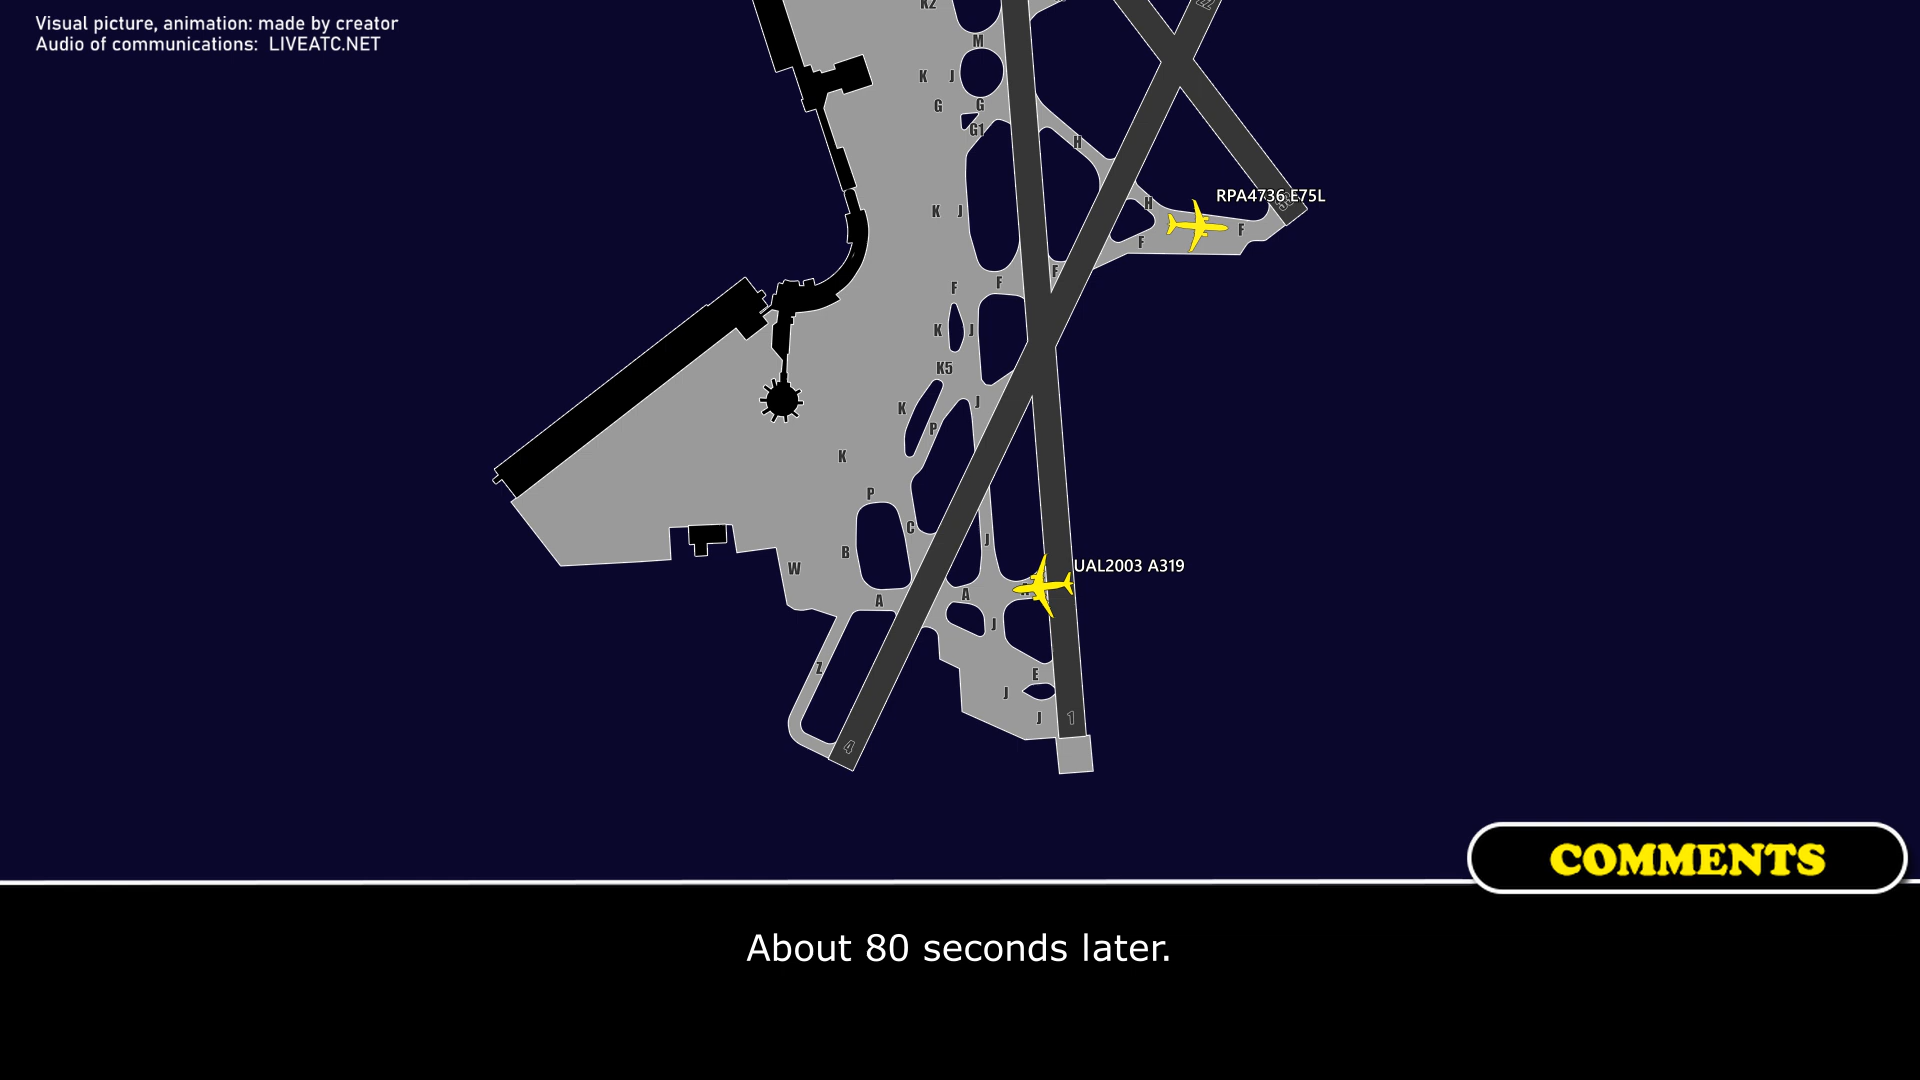 Visual picture, animation: made by creator
Audio of communications: LIVEATC.NET
K2
22
M
K J
G G
G1
H
RPA4736 E75L
H
K J
F
F
F
F F
K J
K5
K J
P
K
P
C
B
J
W
UAL2003 A319
A A
J
Z
E
J
J 1
4
COMMENTS
About 80 seconds later.